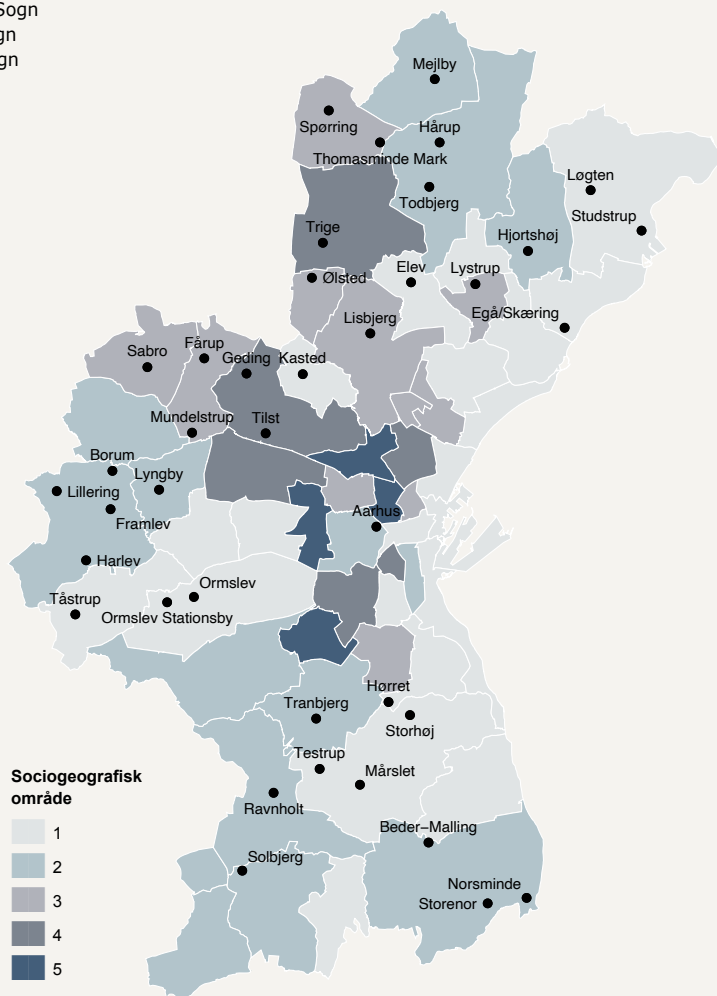 Sogn
gn
gn
Mejlby
Spørring
Hårup
Thomasminde Mark
Løgten
Todbjerg
Studstrup
Trige
Hjortshøj
Ølsted
Elev
Lystrup
Lisbjerg
Egå/Skæring
Sabro
Fårup
Geding
Kasted
Mundelstrup
Tilst
Borum
Lyngby
Lillering
Framlev
Aarhus
Harlev
Ormslev
Tåstrup
Ormslev Stationsby
Hørret
Tranbjerg
Storhøj
Testrup
Mårslet
Ravnholt
Beder–Malling
Solbjerg
Norsminde
Storenor
Sociogeografisk
område
1
2
3
4
5